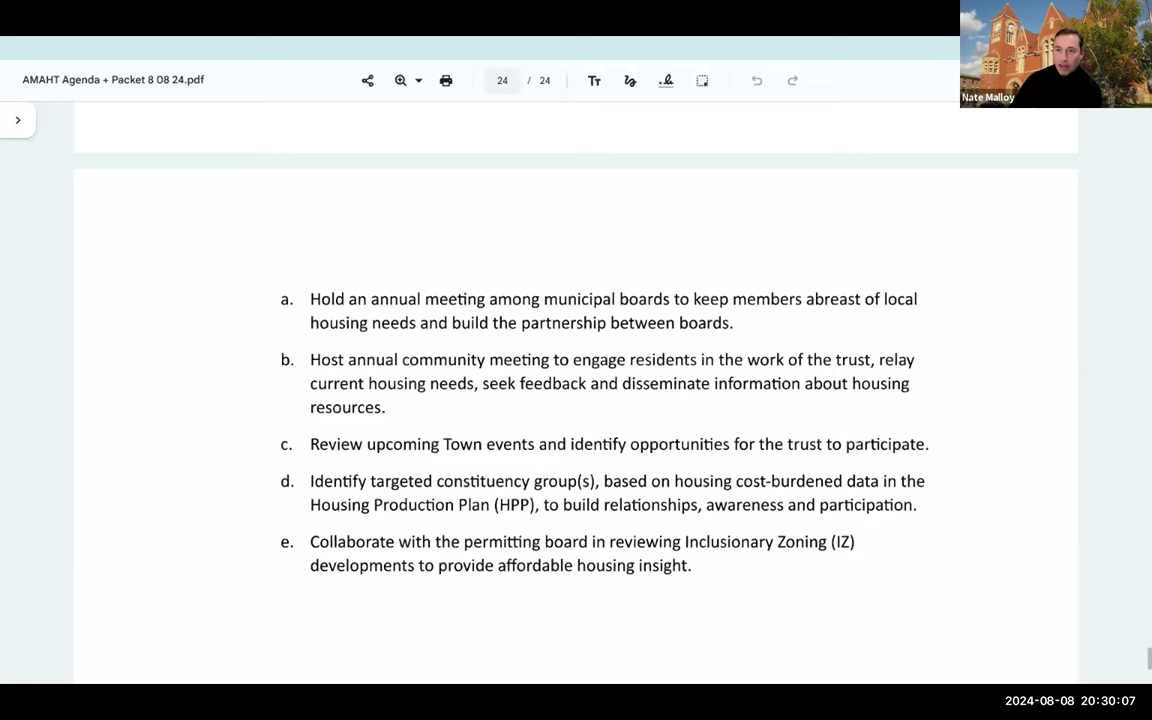 AMAHT Agenda + Packet 8 08 24.pdf
24 / 24
Nate Malloy
a. Hold an annual meeting among municipal boards to keep members abreast of local
housing needs and build the partnership between boards.
b. Host annual community meeting to engage residents in the work of the trust, relay
current housing needs, seek feedback and disseminate information about housing
resources.
c. Review upcoming Town events and identify opportunities for the trust to participate.
d. Identify targeted constituency group(s), based on housing cost-burdened data in the
Housing Production Plan (HPP), to build relationships, awareness and participation.
e. Collaborate with the permitting board in reviewing Inclusionary Zoning (IZ)
developments to provide affordable housing insight.
2024-08-08 20:30:07